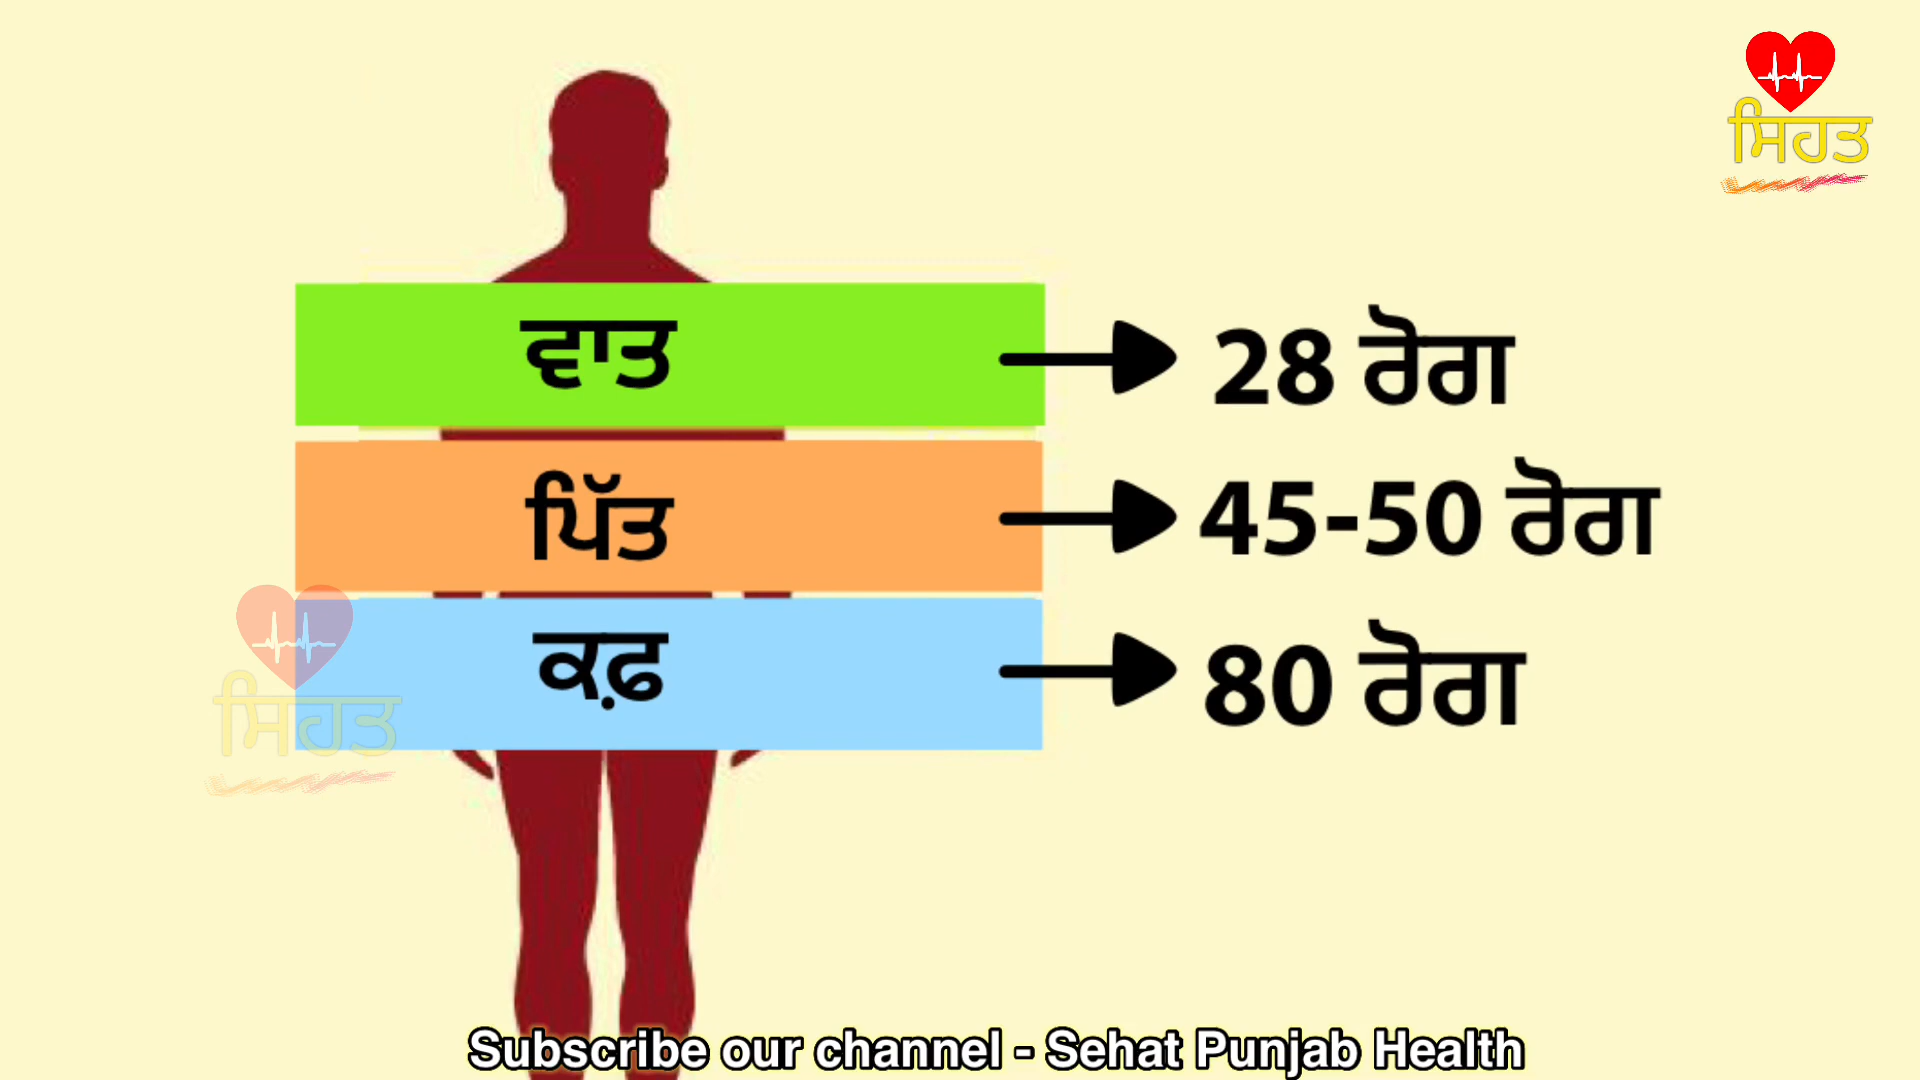 ਸਿਹਤ
ਵਾਤ
28 ਰੋਗ
ਪਿੱਤ
45-50 ਰੋਗ
ਕਫ਼
80 ਰੋਗ
ਸਿਹਤ
Subscribe our channel - Sehat Punjab Health